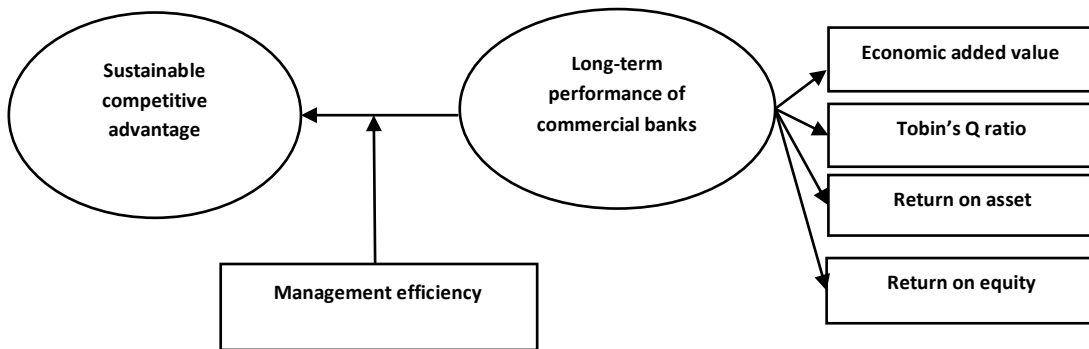 Sustainable
competitive
advantage
Long-term
performance of
commercial banks
Economic added value
Tobin’s Q ratio
Return on asset
Return on equity
Management efficiency